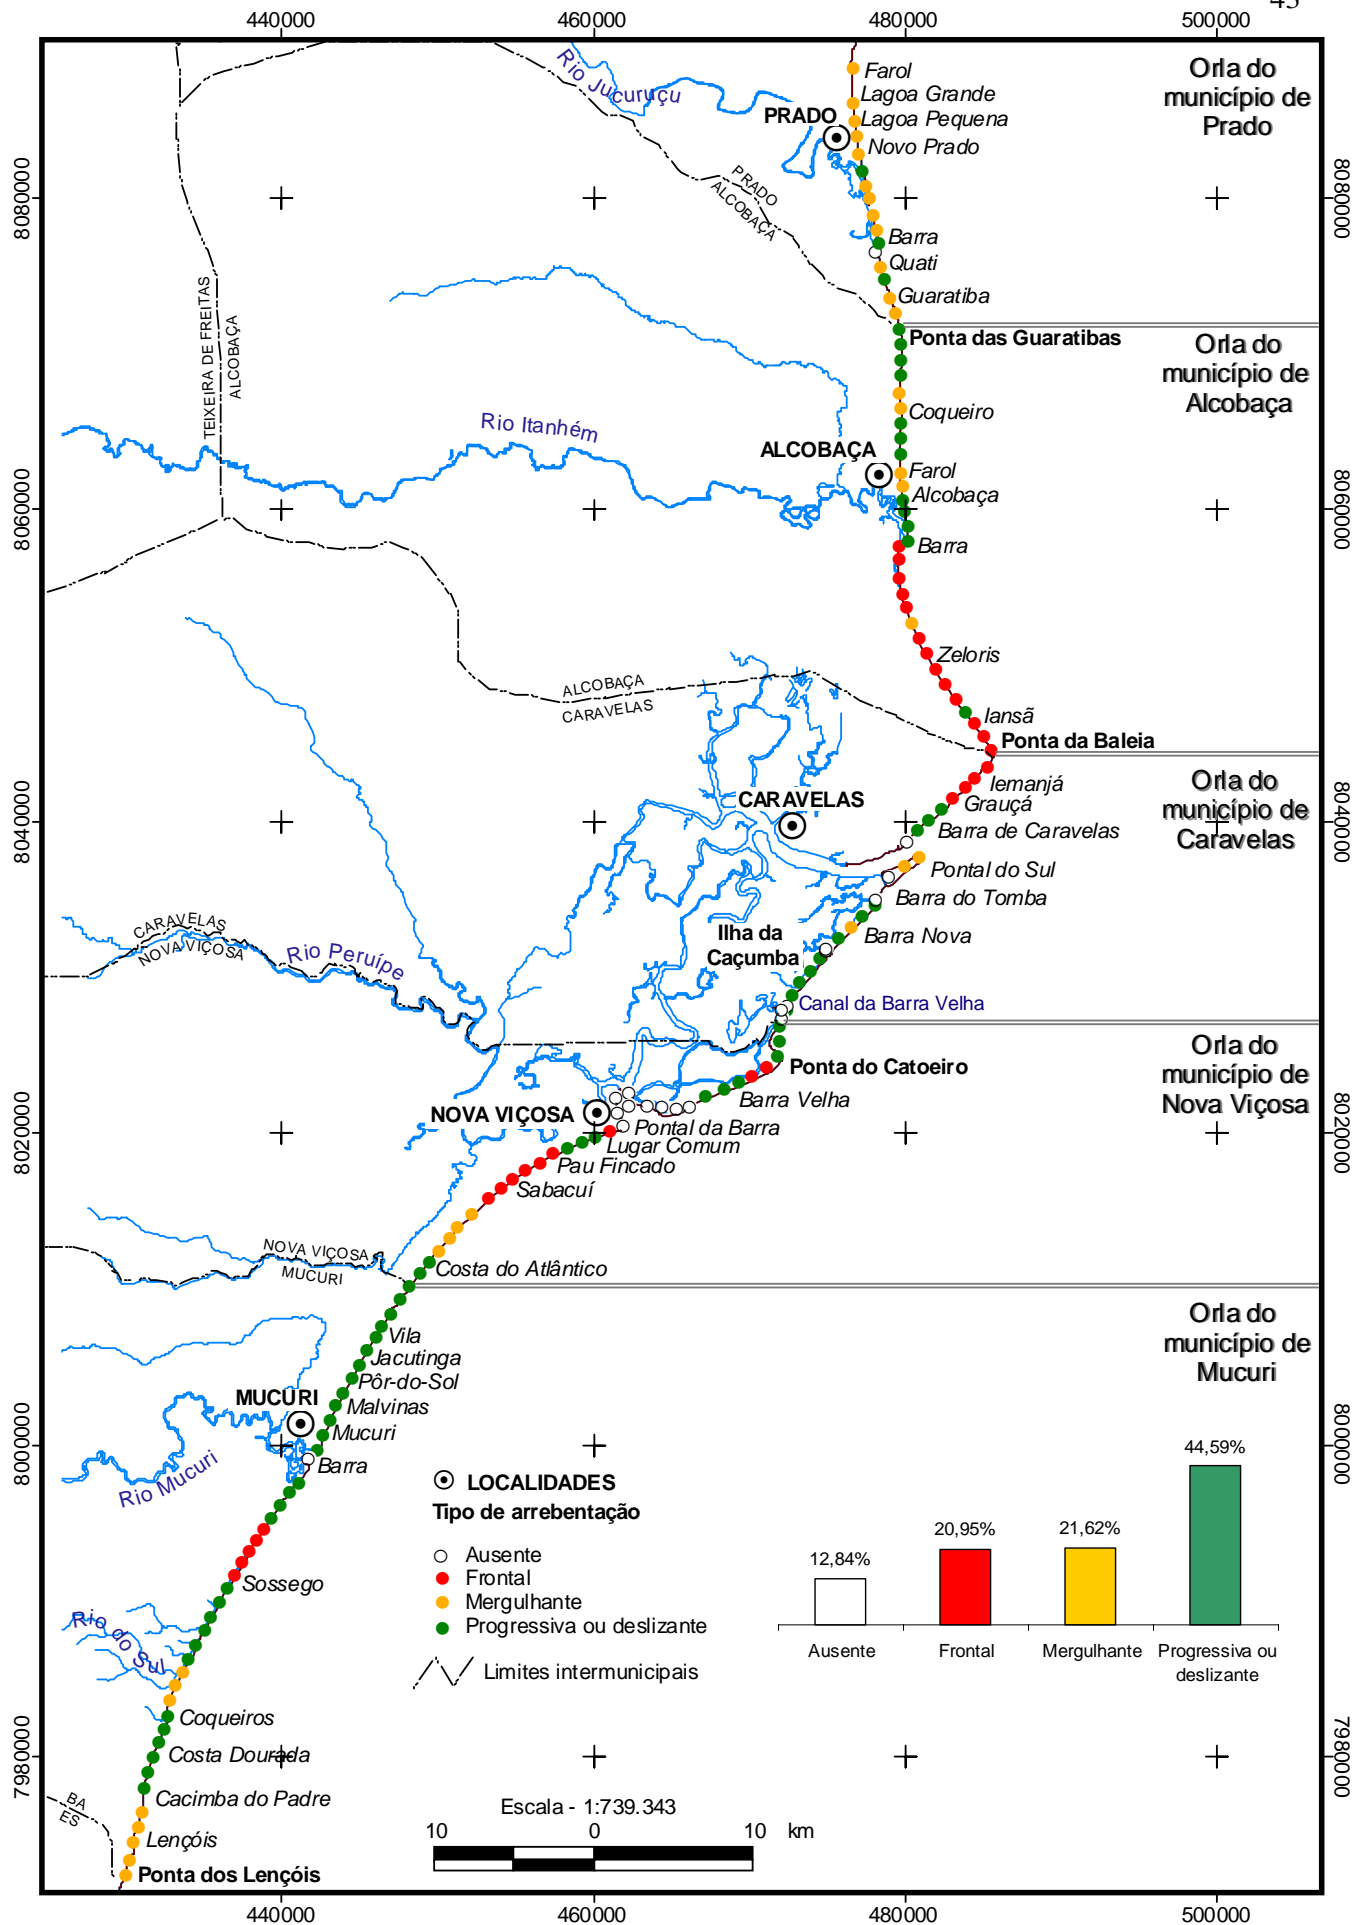 45
440000
460000
480000
500000
Rio Jucuruçu
Farol
Lagoa Grande
PRADO
Lagoa Pequena
Novo Prado
Orla do
município de
Prado
8080000
8080000
PRADO
ALCOBAÇA
Barra
Quati
Guaratiba
TEIXEIRA DE FREITAS
ALCOBAÇA
Ponta das Guaratibas
Orla do
município de
Alcobaça
Coqueiro
Rio Itanhém
ALCOBAÇA
Farol
Alcobaça
8060000
8060000
Barra
Zeloris
ALCOBAÇA
CARAVELAS
Iansã
Ponta da Baleia
Iemanjá
Grauçá
Orla do
município de
Caravelas
CARAVELAS
8040000
8040000
Barra de Caravelas
Pontal do Sul
Barra do Tomba
CARAVELAS
NOVA VIÇOSA
Rio Peruípe
Ilha da
Caçumba
Barra Nova
Canal da Barra Velha
Orla do
município de
Nova Viçosa
Ponta do Catoeiro
Barra Velha
NOVA VIÇOSA
8020000
8020000
Pontal da Barra
Lugar Comum
Pau Fincado
Sabacuí
NOVA VIÇOSA
MUCURI
Costa do Atlântico
Orla do
município de
Mucuri
Vila
Jacutinga
Pôr-do-Sol
MUCURI
Malvinas
Mucuri
8000000
8000000
Barra
Rio Mucuri
LOCALIDADES
Tipo de arrebentação
Ausente
Frontal
Mergulhante
Progressiva ou deslizante
Limites intermunicipais
12,84%
20,95%
21,62%
44,59%
Ausente
Frontal
Mergulhante
Progressiva ou
deslizante
Sossego
Rio do Sul
Coqueiros
7980000
7980000
Costa Dourada
Cacimba do Padre
BA
ES
Lençóis
Ponta dos Lençóis
Escala - 1:739.343
10
0
10
km
440000
460000
480000
500000